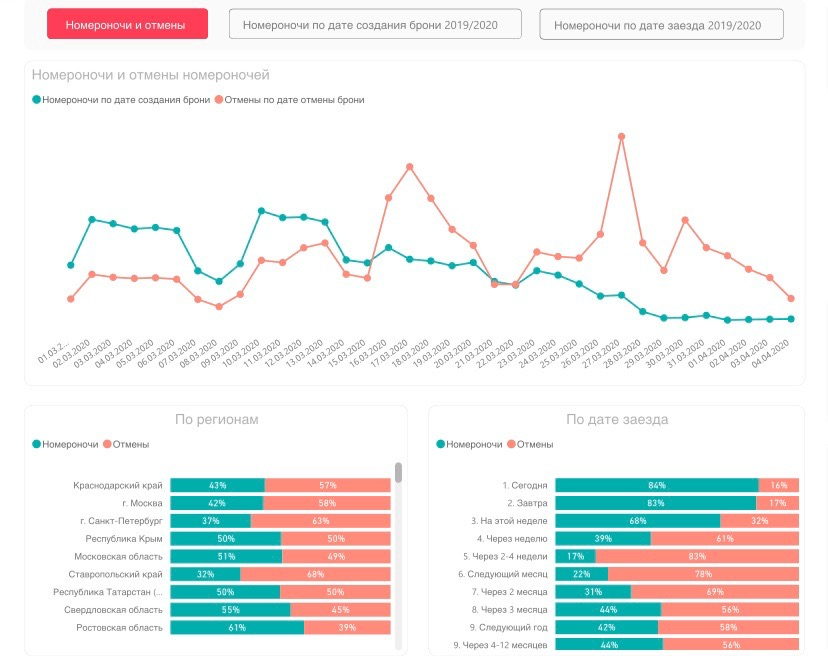 Номероночи и отмены
Номероночи по дате создания брони 2019/2020
Номероночи по дате заезда 2019/2020
Номероночи и отмены номероночей
Номероночи по дате создания брони Отмены по дате отмены брони
01.03.2...
02.03.2020
03.03.2020
04.03.2020
05.03.2020
06.03.2020
07.03.2020
08.03.2020
09.03.2020
10.03.2020
11.03.2020
12.03.2020
13.03.2020
14.03.2020
15.03.2020
16.03.2020
17.03.2020
18.03.2020
19.03.2020
20.03.2020
21.03.2020
22.03.2020
23.03.2020
24.03.2020
25.03.2020
26.03.2020
27.03.2020
28.03.2020
29.03.2020
30.03.2020
31.03.2020
01.04.2020
02.04.2020
03.04.2020
04.04.2020
По регионам
Номероночи Отмены
Краснодарский край 43% 57%
г. Москва 42% 58%
г. Санкт-Петербург 37% 63%
Республика Крым 50% 50%
Московская область 51% 49%
Ставропольский край 32% 68%
Республика Татарстан (... 50% 50%
Свердловская область 55% 45%
Ростовская область 61% 39%
По дате заезда
Номероночи Отмены
1. Сегодня 84% 16%
2. Завтра 83% 17%
3. На этой неделе 68% 32%
4. Через неделю 39% 61%
5. Через 2-4 недели 17% 83%
6. Следующий месяц 22% 78%
7. Через 2 месяца 31% 69%
8. Через 3 месяца 44% 56%
9. Следующий год 42% 58%
9. Через 4-12 месяцев 44% 56%